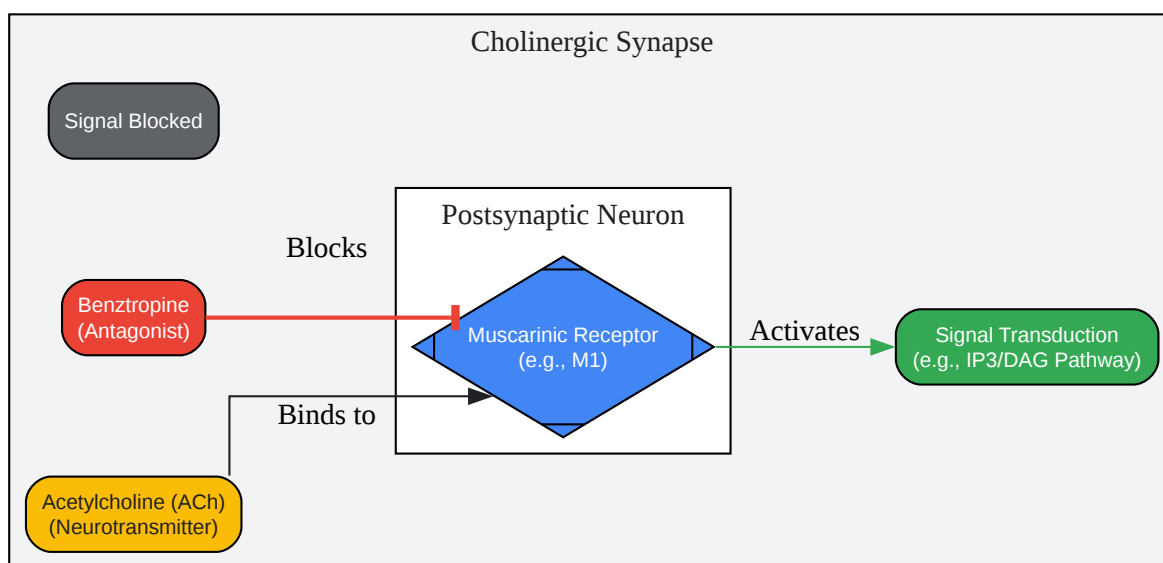 Cholinergic Synapse
Signal Blocked
Postsynaptic Neuron
Blocks
Benztropine
(Antagonist)
Muscarinic Receptor
(e.g., M1)
Activates
Signal Transduction
(e.g., IP3/DAG Pathway)
Binds to
Acetylcholine (ACh)
(Neurotransmitter)